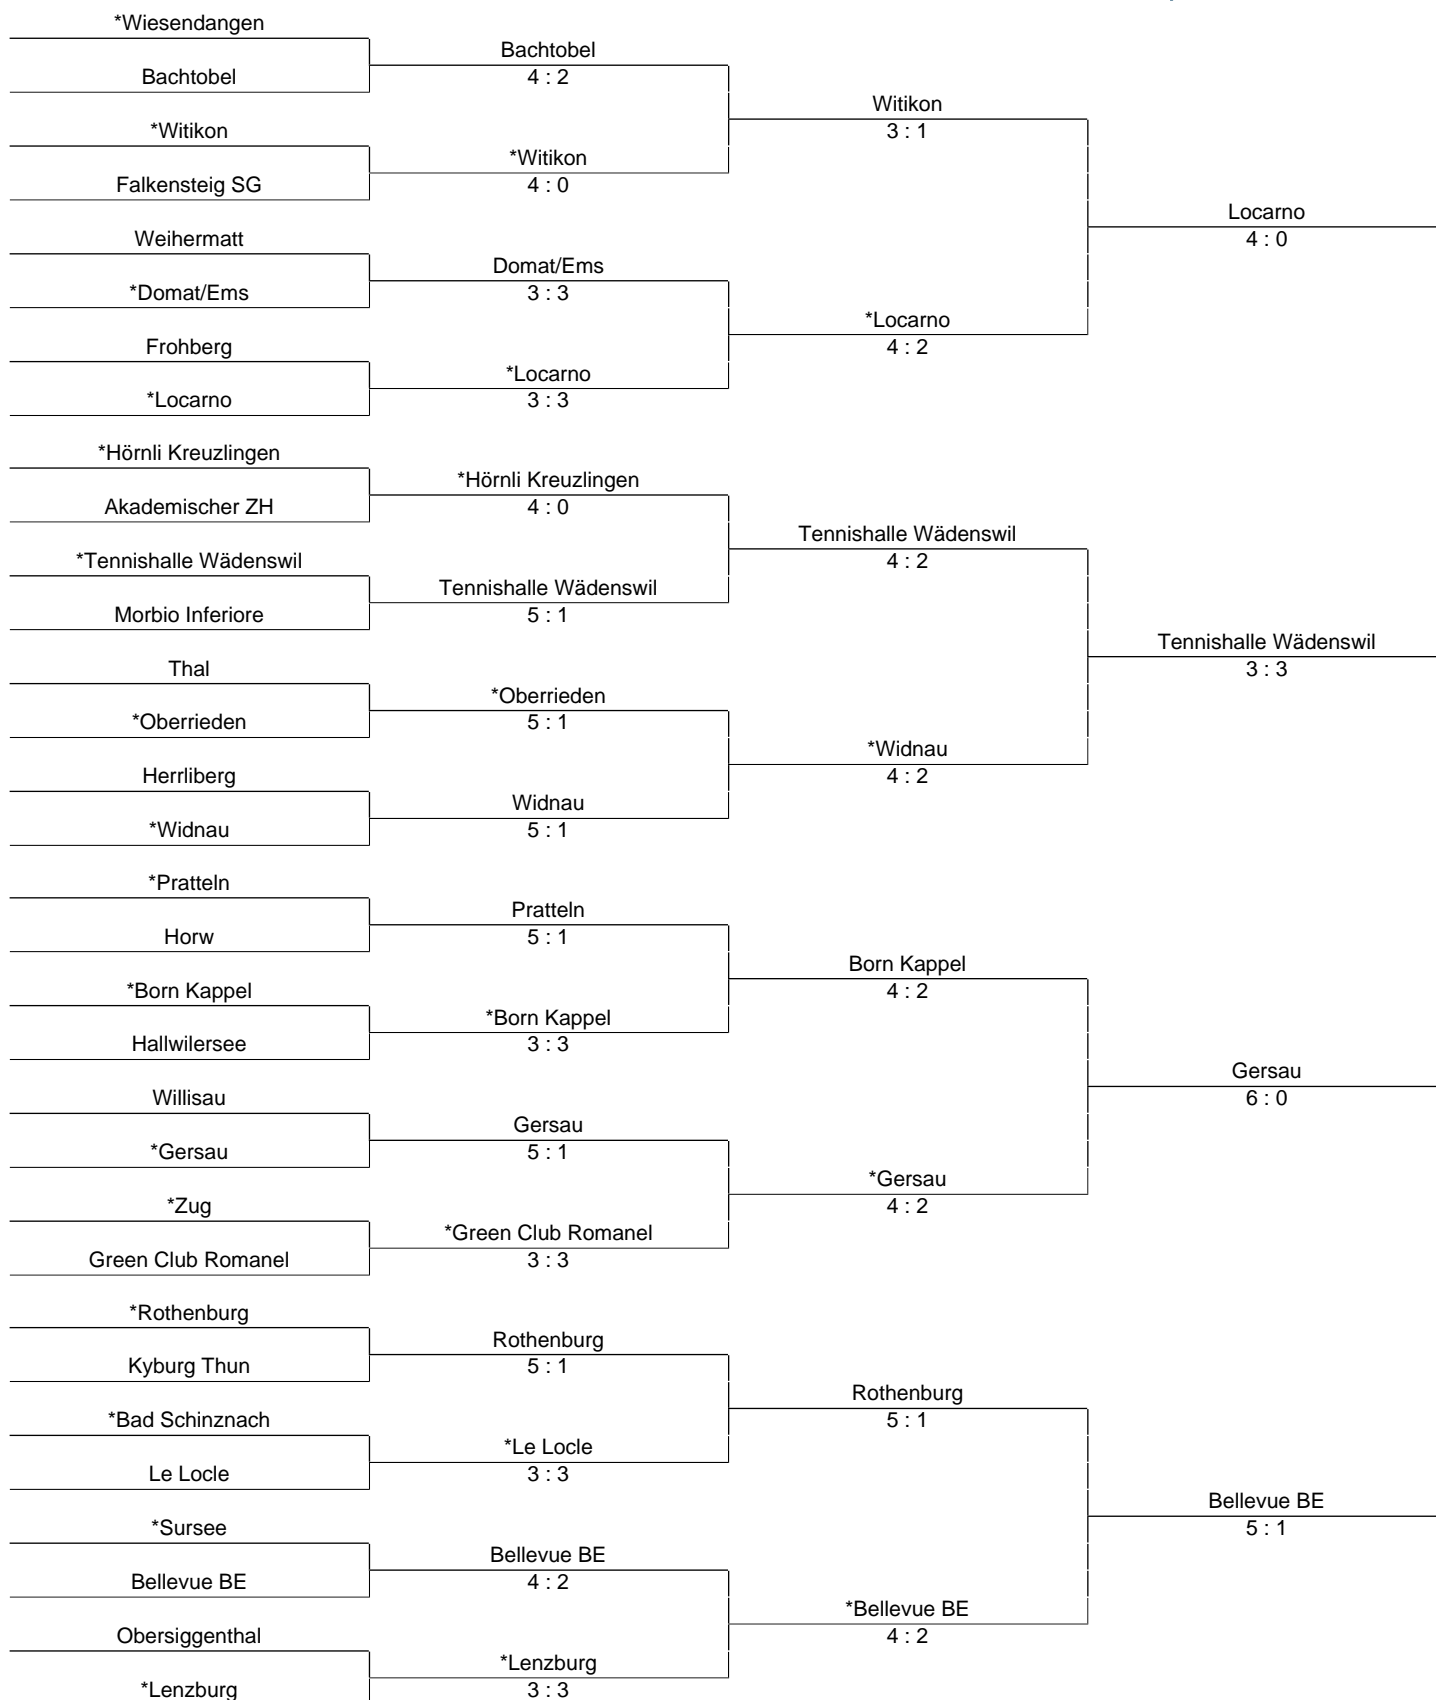 *Wiesendangen
Bachtobel
Bachtobel
4 : 2
Witikon
*Witikon
3 : 1
*Witikon
Falkensteig SG
4 : 0
Locarno
Weihermatt
4 : 0
Domat/Ems
*Domat/Ems
3 : 3
*Locarno
Frohberg
4 : 2
*Locarno
*Locarno
3 : 3
*Hörnli Kreuzlingen
*Hörnli Kreuzlingen
Akademischer ZH
4 : 0
Tennishalle Wädenswil
*Tennishalle Wädenswil
4 : 2
Tennishalle Wädenswil
Morbio Inferiore
5 : 1
Tennishalle Wädenswil
Thal
3 : 3
*Oberrieden
*Oberrieden
5 : 1
*Widnau
Herrliberg
4 : 2
Widnau
*Widnau
5 : 1
*Pratteln
Pratteln
Horw
5 : 1
Born Kappel
*Born Kappel
4 : 2
*Born Kappel
Hallwilersee
3 : 3
Gersau
Willisau
6 : 0
Gersau
*Gersau
5 : 1
*Gersau
*Zug
4 : 2
*Green Club Romanel
Green Club Romanel
3 : 3
*Rothenburg
Rothenburg
Kyburg Thun
5 : 1
Rothenburg
*Bad Schinznach
5 : 1
*Le Locle
Le Locle
3 : 3
Bellevue BE
*Sursee
5 : 1
Bellevue BE
Bellevue BE
4 : 2
*Bellevue BE
Obersiggenthal
4 : 2
*Lenzburg
*Lenzburg
3 : 3